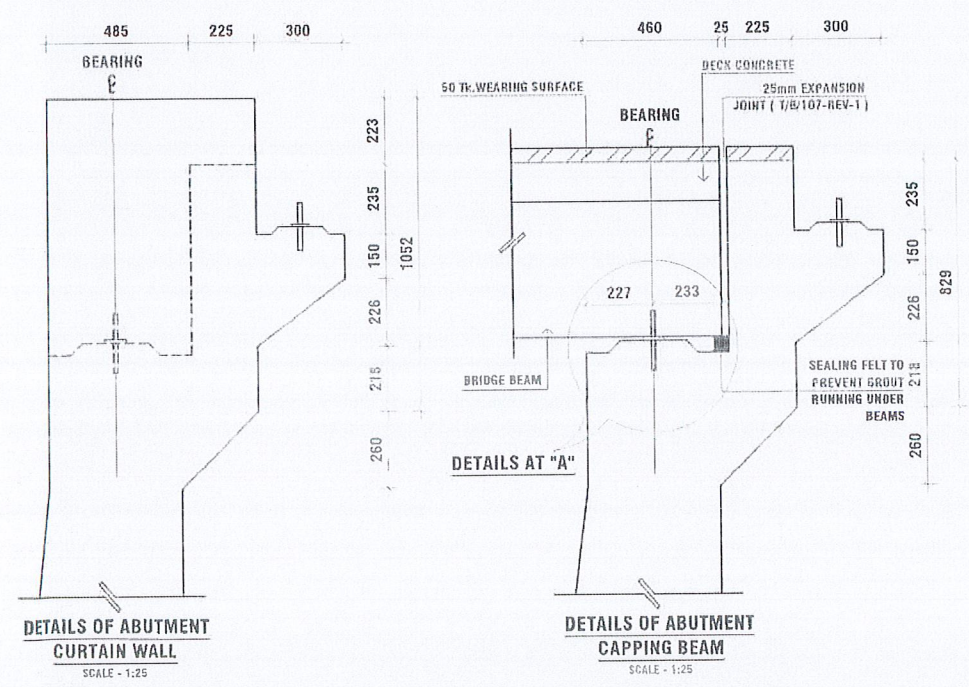 485
225
300
BEARING
℄
223
235
150
1052
226
215
260
DETAILS OF ABUTMENT
CURTAIN WALL
SCALE - 1:25
460
25
225
300
DECK CONCRETE
50 TK.WEARING SURFACE
25mm EXPANSION
JOINT ( T/B/107-REV-1 )
BEARING
℄
235
150
829
227
233
226
SEALING FELT TO
PREVENT GROUT
RUNNING UNDER
BEAMS
260
BRIDGE BEAM
DETAILS AT "A"
DETAILS OF ABUTMENT
CAPPING BEAM
SCALE - 1:25